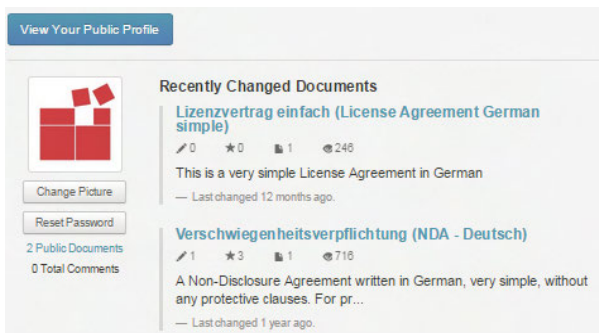 View Your Public Profile
Change Picture
Reset Password
2 Public Documents
0 Total Comments
Recently Changed Documents
Lizenzvertrag einfach (License Agreement German
simple)
0 0 1 246
This is a very simple License Agreement in German
— Last changed 12 months ago.
Verschwiegenheitsverpflichtung (NDA - Deutsch)
1 3 1 716
A Non-Disclosure Agreement written in German, very simple, without
any protective clauses. For pr...
— Last changed 1 year ago.